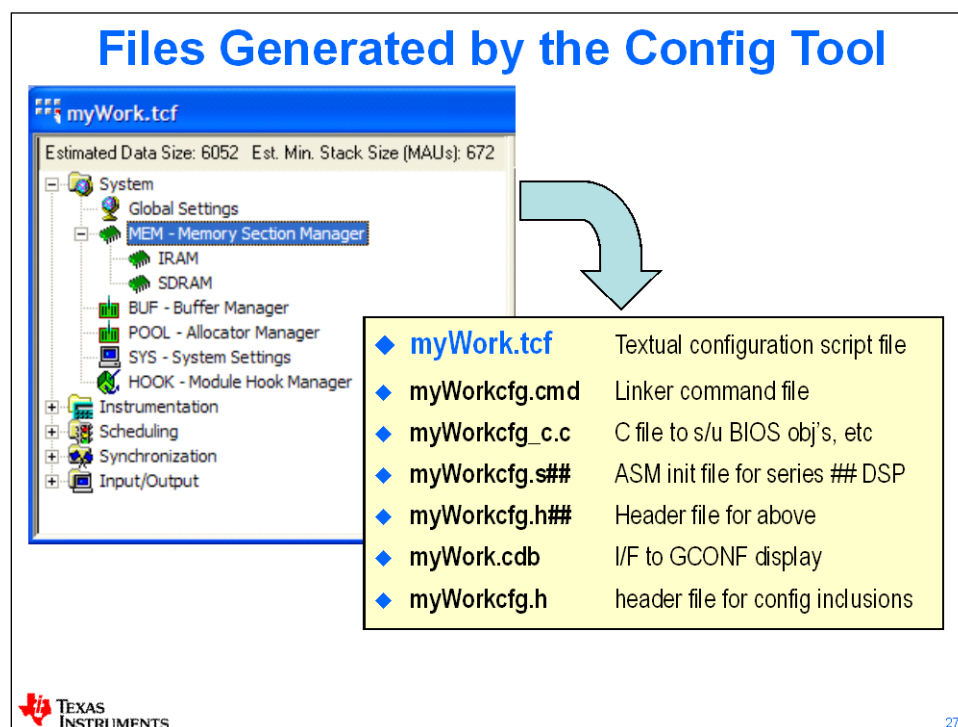 Files Generated by the Config Tool
myWork.tcf
Estimated Data Size: 6052 Est. Min. Stack Size (MAUs): 672
System
Global Settings
MEM - Memory Section Manager
IRAM
SDRAM
BUF - Buffer Manager
POOL - Allocator Manager
SYS - System Settings
HOOK - Module Hook Manager
Instrumentation
Scheduling
Synchronization
Input/Output
myWork.tcf Textual configuration script file
myWorkcfg.cmd Linker command file
myWorkcfg_c.c C file to s/u BIOS obj's, etc
myWorkcfg.s## ASM init file for series ## DSP
myWorkcfg.h## Header file for above
myWork.cdb I/F to GCONF display
myWorkcfg.h header file for config inclusions
TEXAS
INSTRUMENTS
27